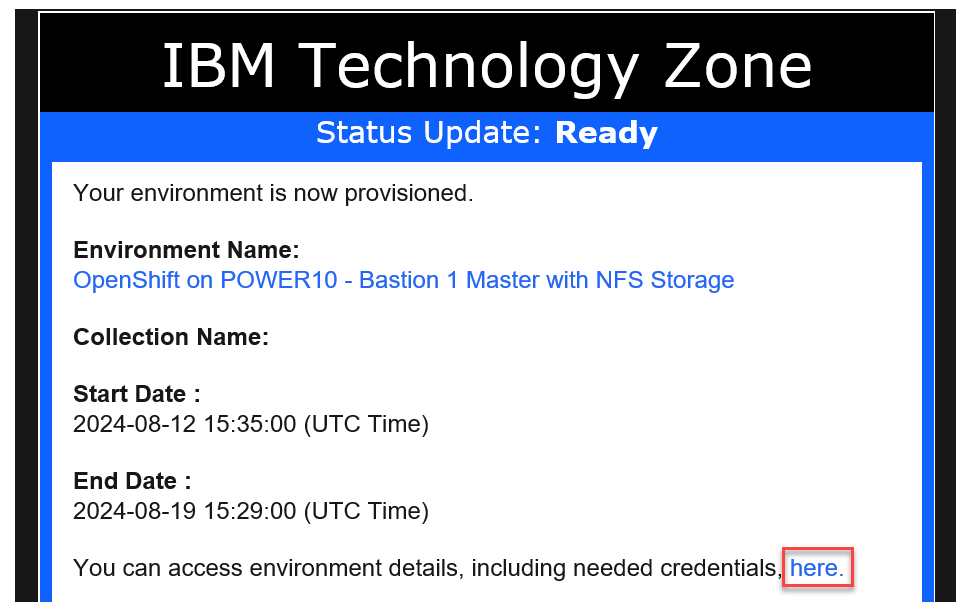 IBM Technology Zone
Status Update: Ready
Your environment is now provisioned.
Environment Name:
OpenShift on POWER10 - Bastion 1 Master with NFS Storage
Collection Name:
Start Date :
2024-08-12 15:35:00 (UTC Time)
End Date :
2024-08-19 15:29:00 (UTC Time)
You can access environment details, including needed credentials, here.